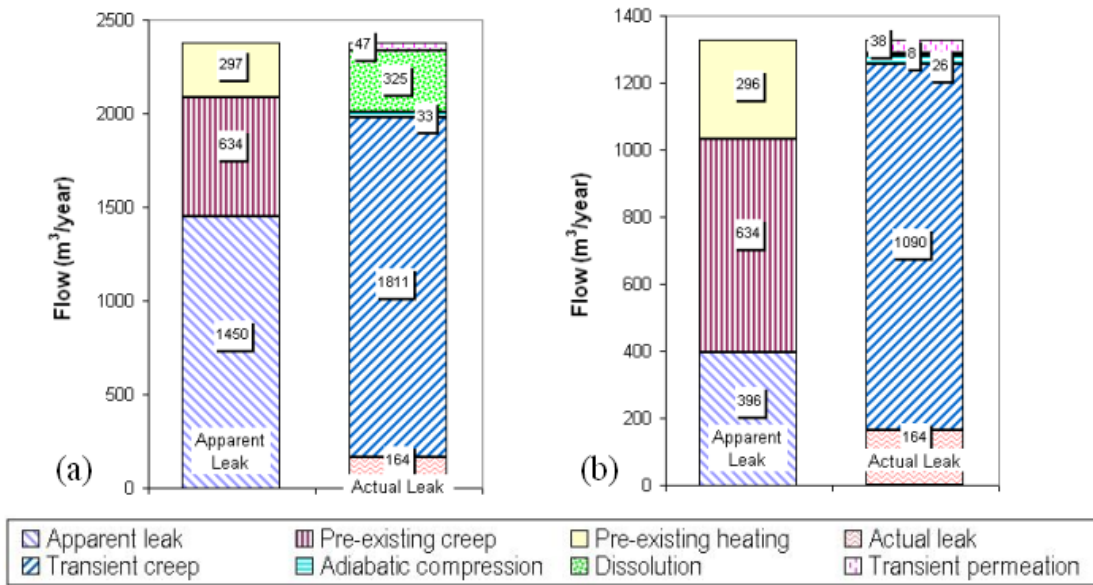 2500
2000
1500
1000
500
0
Flow (m³/year)
297
634
1450
Apparent
Leak
47
325
33
1811
164
Actual Leak
(a)
1400
1200
1000
800
600
400
200
0
Flow (m³/year)
296
634
396
Apparent
Leak
38
8
26
1090
164
Actual Leak
(b)
Apparent leak
Pre-existing creep
Pre-existing heating
Actual leak
Transient creep
Adiabatic compression
Dissolution
Transient permeation